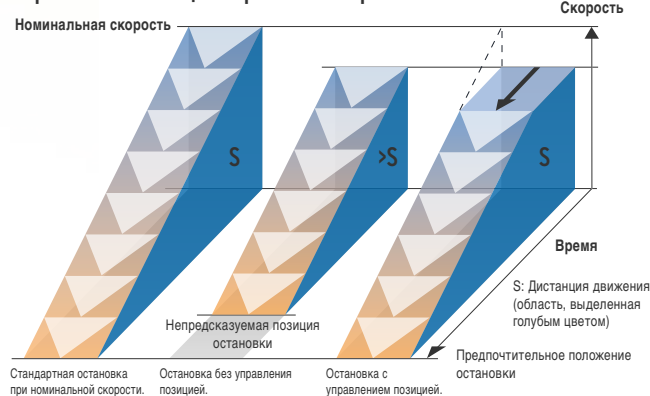 Скорость
Номинальная скорость
S
>S
S
Время
S: Дистанция движения
(область, выделенная
голубым цветом)
Непредсказуемая позиция
остановки
Предпочтительное положение
остановки
Стандартная остановка
при номинальной скорости.
Остановка без управления
позицией.
Остановка с
управлением позицией.